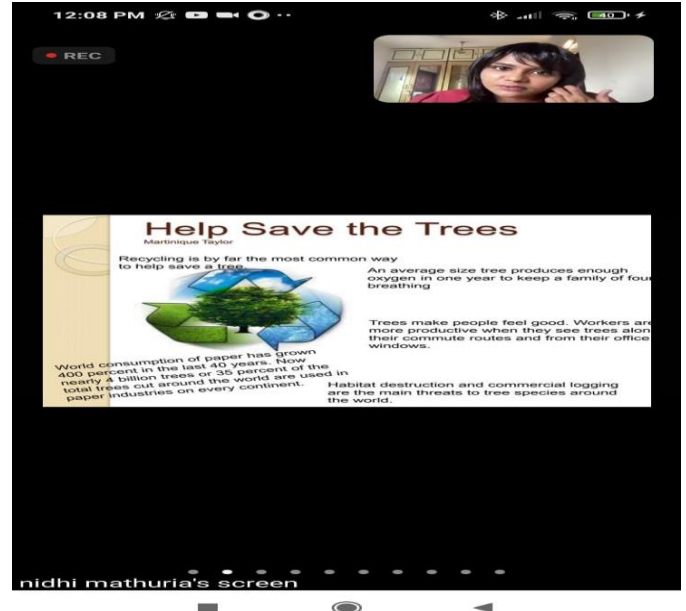 12:08 PM
40
REC
Help Save the Trees
Martinique Taylor
Recycling is by far the most common way
to help save a tree
An average size tree produces enough
oxygen in one year to keep a family of four
breathing
Trees make people feel good. Workers are
more productive when they see trees alon
their commute routes and from their office
windows.
World consumption of paper has grown
400 percent in the last 40 years. Now
nearly 4 billion trees or 35 percent of the
total trees cut around the world are used in
paper industries on every continent.
Habitat destruction and commercial logging
are the main threats to tree species around
the world.
nidhi mathuria's screen